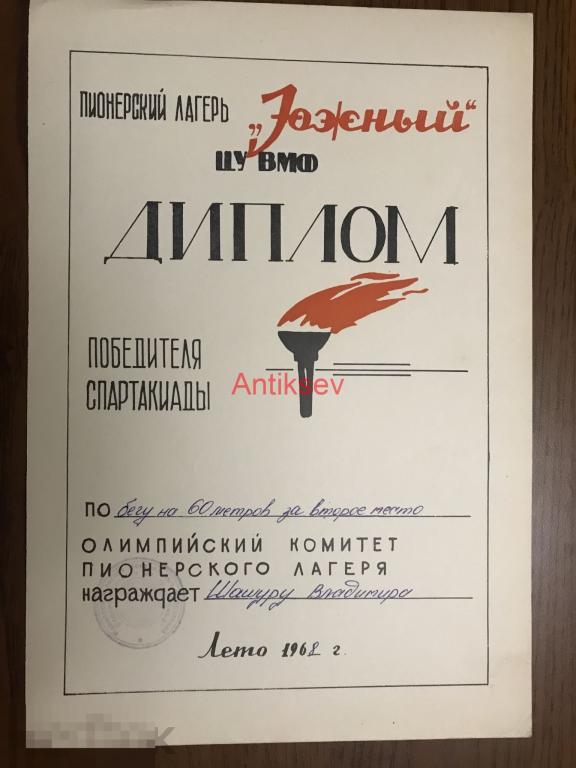 ПИОНЕРСКИЙ ЛАГЕРЬ „Южный“
ЦУ ВМФ
ДИПЛОМ
ПОБЕДИТЕЛЯ
СПАРТАКИАДЫ
Antiksev
ПО бегу на 60 метров за второе место
ОЛИМПИЙСКИЙ КОМИТЕТ
ПИОНЕРСКОГО ЛАГЕРЯ
награждает Шашуру Владимира
Лето 1968 г.